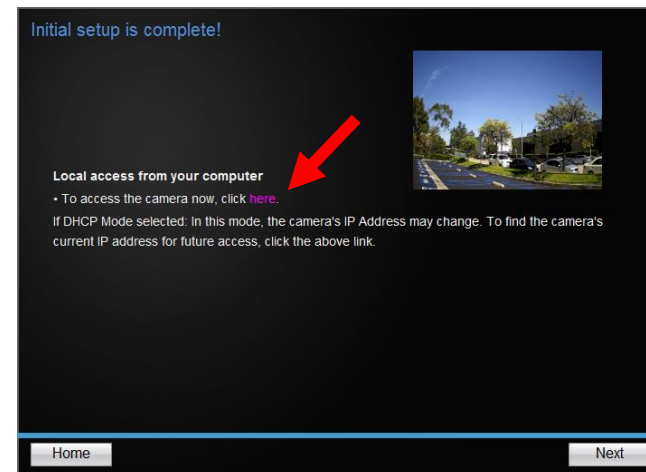 Initial setup is complete!
Local access from your computer
• To access the camera now, click here.
If DHCP Mode selected: In this mode, the camera's IP Address may change. To find the camera's
current IP address for future access, click the above link.
Home
Next